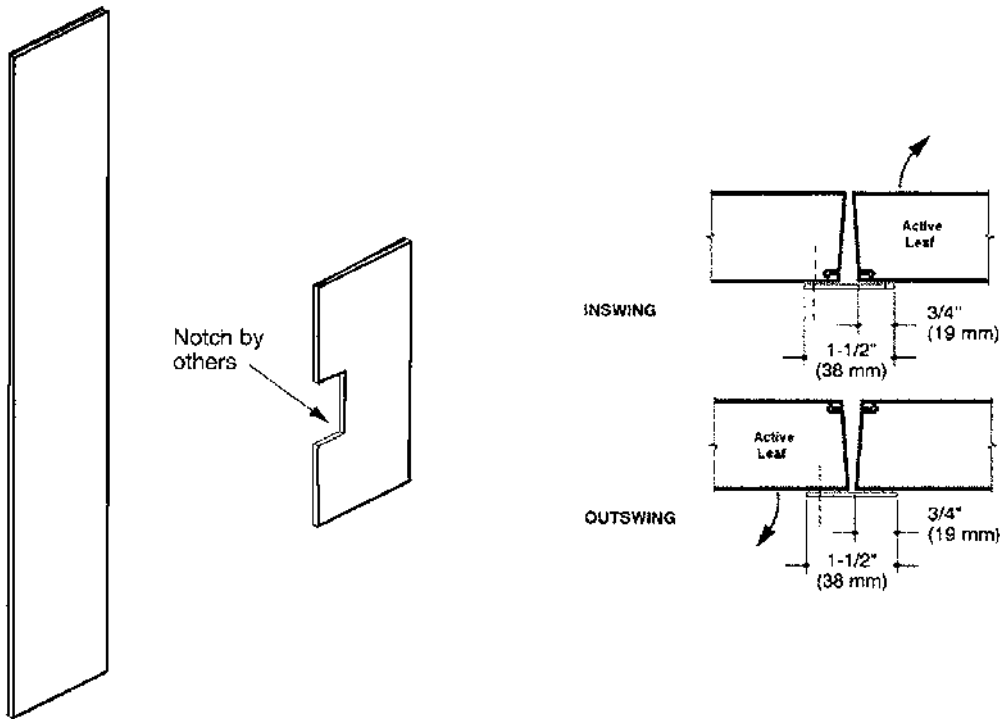 Notch by
others
INSWING
Active
Leaf
3/4"
(19 mm)
1-1/2"
(38 mm)
OUTSWING
Active
Leaf
3/4"
(19 mm)
1-1/2"
(38 mm)